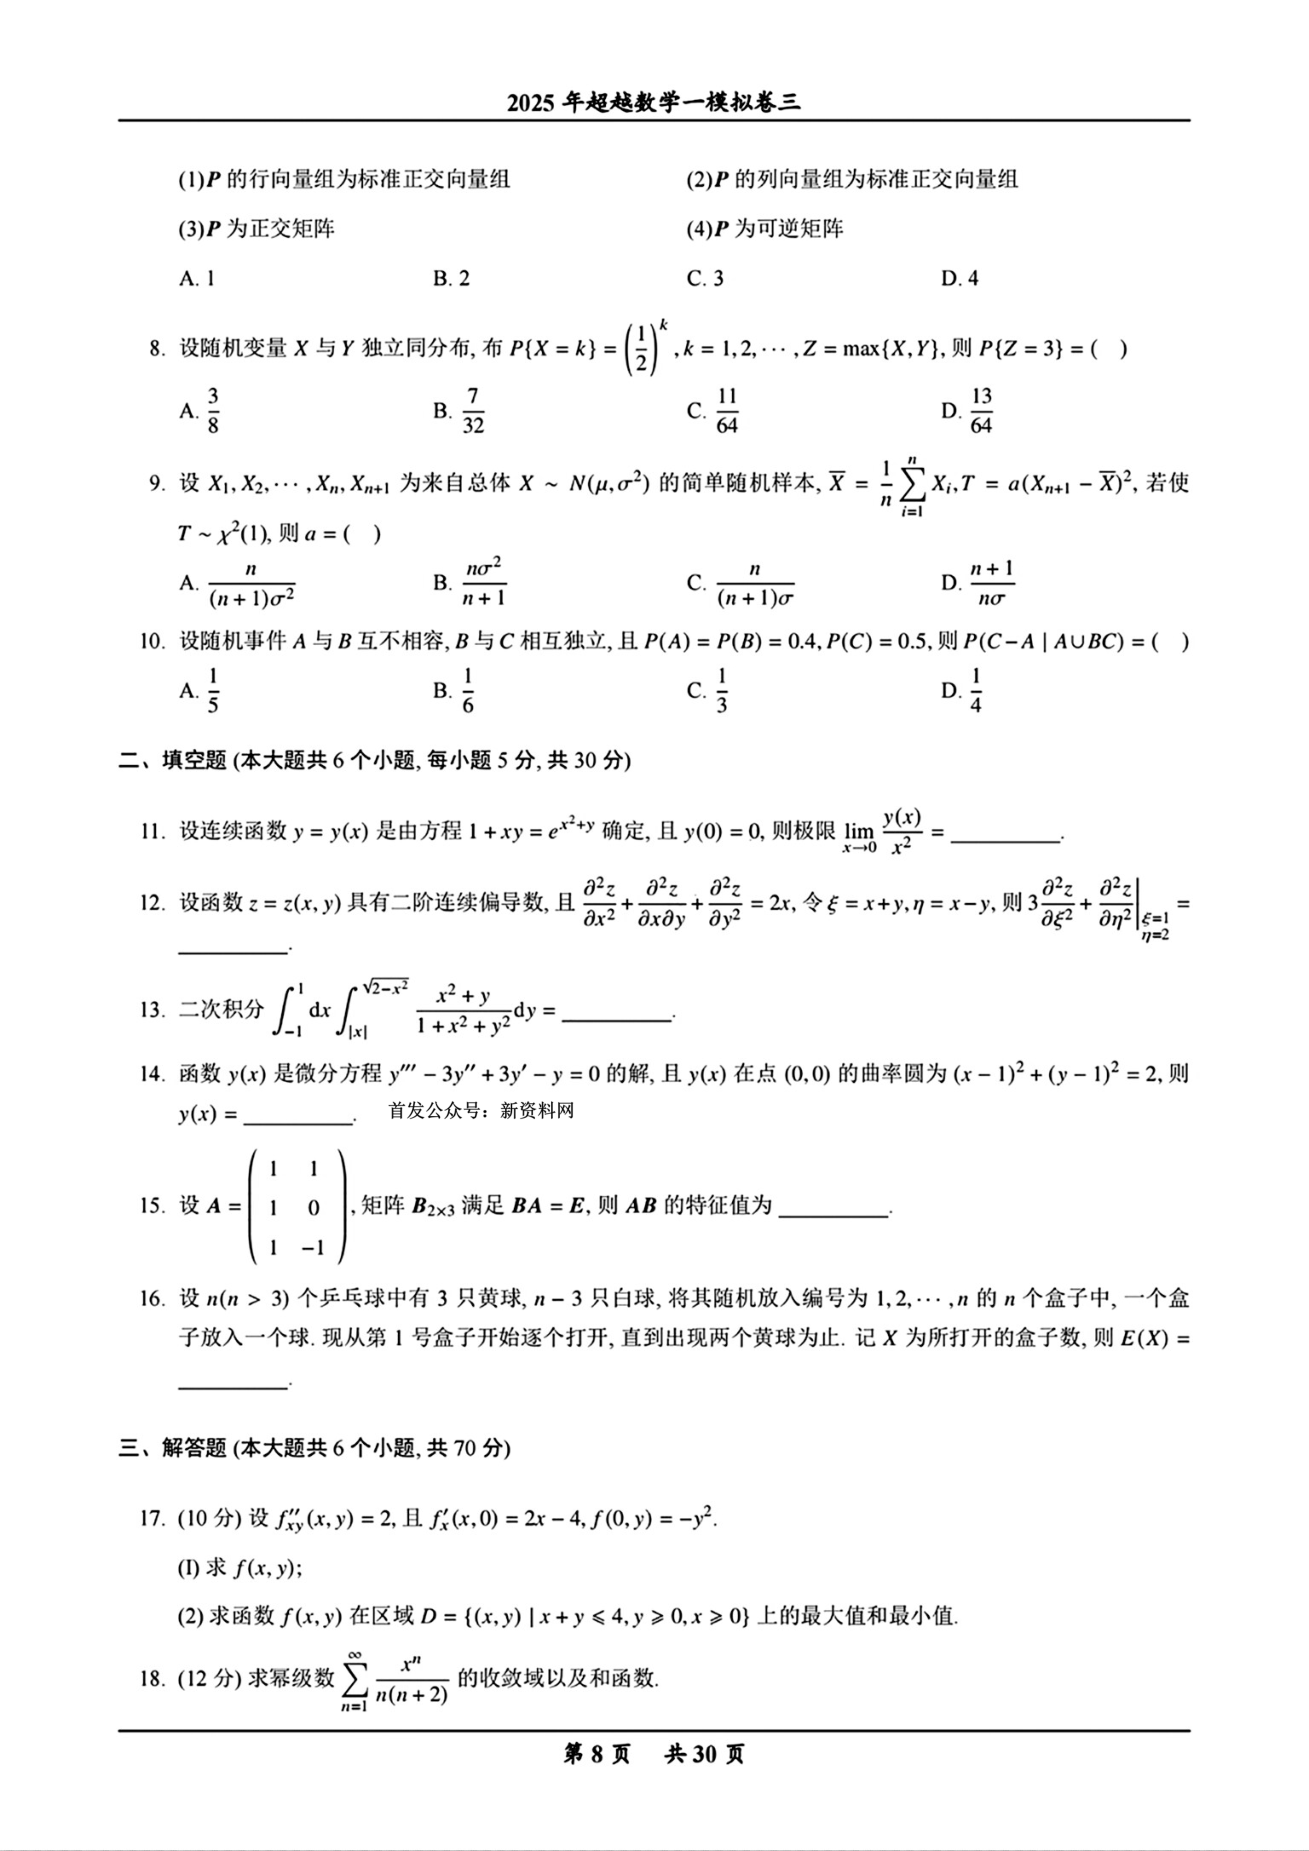 2025 年超越数学一模拟卷三
(1)P 的行向量组为标准正交向量组 (2)P 的列向量组为标准正交向量组
(3)P 为正交矩阵 (4)P 为可逆矩阵
A. 1 B. 2 C. 3 D. 4
8. 设随机变量 X 与 Y 独立同分布, 布 P{X = k} = (1/2)^k, k = 1, 2, ⋯ , Z = max{X, Y}, 则 P{Z = 3} = ( )
A. 3/8 B. 7/32 C. 11/64 D. 13/64
9. 设 X₁, X₂, ⋯ , Xₙ, Xₙ₊₁ 为来自总体 X ~ N(μ, σ²) 的简单随机样本, X̄ = 1/n ∑_{i=1}^{n} Xᵢ, T = a(Xₙ₊₁ − X̄)², 若使
T ~ χ²(1), 则 a = ( )
A. n/((n + 1)σ²) B. nσ²/(n + 1) C. n/((n + 1)σ) D. (n + 1)/(nσ)
10. 设随机事件 A 与 B 互不相容, B 与 C 相互独立, 且 P(A) = P(B) = 0.4, P(C) = 0.5, 则 P(C−A | A∪BC) = ( )
A. 1/5 B. 1/6 C. 1/3 D. 1/4
二、填空题 (本大题共 6 个小题, 每小题 5 分, 共 30 分)
11. 设连续函数 y = y(x) 是由方程 1 + xy = e^{x²+y} 确定, 且 y(0) = 0, 则极限 lim_{x→0} y(x)/x² = ________.
12. 设函数 z = z(x, y) 具有二阶连续偏导数, 且 ∂²z/∂x² + ∂²z/∂x∂y + ∂²z/∂y² = 2x, 令 ξ = x+y, η = x−y, 则 3∂²z/∂ξ² + ∂²z/∂η²|_{ξ=1, η=2} =
________.
13. 二次积分 ∫_{−1}^{1} dx ∫_{|x|}^{√(2−x²)} (x² + y)/(1 + x² + y²) dy = ________.
14. 函数 y(x) 是微分方程 y‴ − 3y″ + 3y′ − y = 0 的解, 且 y(x) 在点 (0, 0) 的曲率圆为 (x − 1)² + (y − 1)² = 2, 则
y(x) = ________. 首发公众号：新资料网
15. 设 A = (1 1; 1 0; 1 −1), 矩阵 B₂ₓ₃ 满足 BA = E, 则 AB 的特征值为 ________.
16. 设 n(n > 3) 个乒乓球中有 3 只黄球, n − 3 只白球, 将其随机放入编号为 1, 2, ⋯ , n 的 n 个盒子中, 一个盒
子放入一个球. 现从第 1 号盒子开始逐个打开, 直到出现两个黄球为止. 记 X 为所打开的盒子数, 则 E(X) =
________.
三、解答题 (本大题共 6 个小题, 共 70 分)
17. (10 分) 设 f″_{xy}(x, y) = 2, 且 f′_x(x, 0) = 2x − 4, f(0, y) = −y².
(I) 求 f(x, y);
(2) 求函数 f(x, y) 在区域 D = {(x, y) | x + y ⩽ 4, y ⩾ 0, x ⩾ 0} 上的最大值和最小值.
18. (12 分) 求幂级数 ∑_{n=1}^{∞} xⁿ/(n(n + 2)) 的收敛域以及和函数.
第 8 页 共 30 页